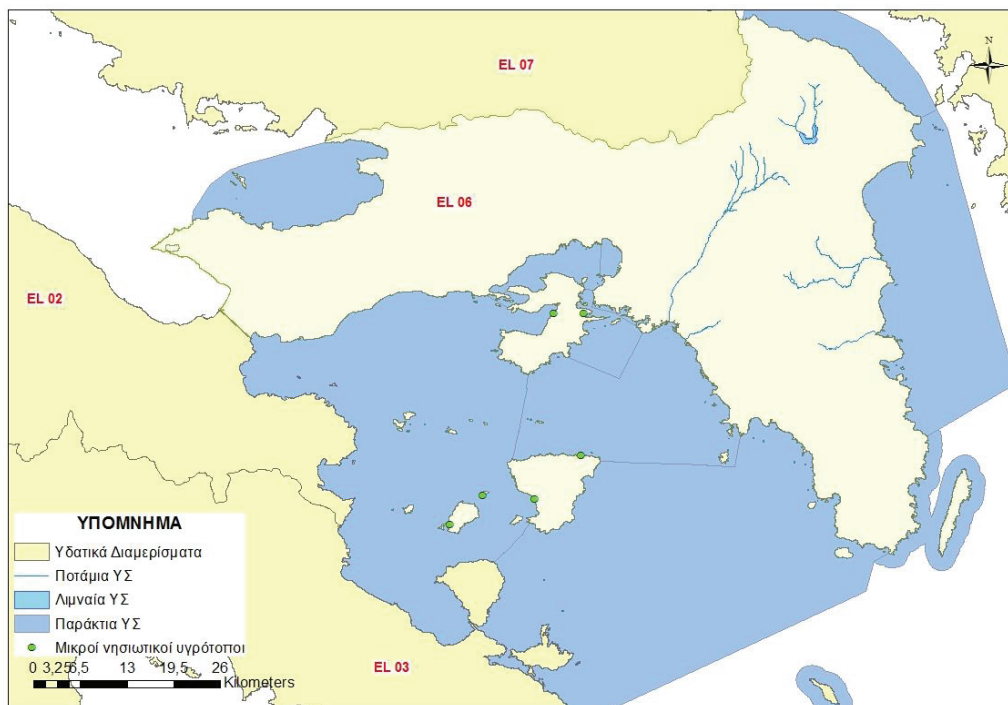 N
EL 07
EL 06
EL 02
EL 03
ΥΠΟΜΝΗΜΑ
Υδατικά Διαμερίσματα
Ποτάμια ΥΣ
Λιμναία ΥΣ
Παράκτια ΥΣ
Μικροί νησιωτικοί υγρότοποι
0 3,25 6,5 13 19,5 26
Kilometers